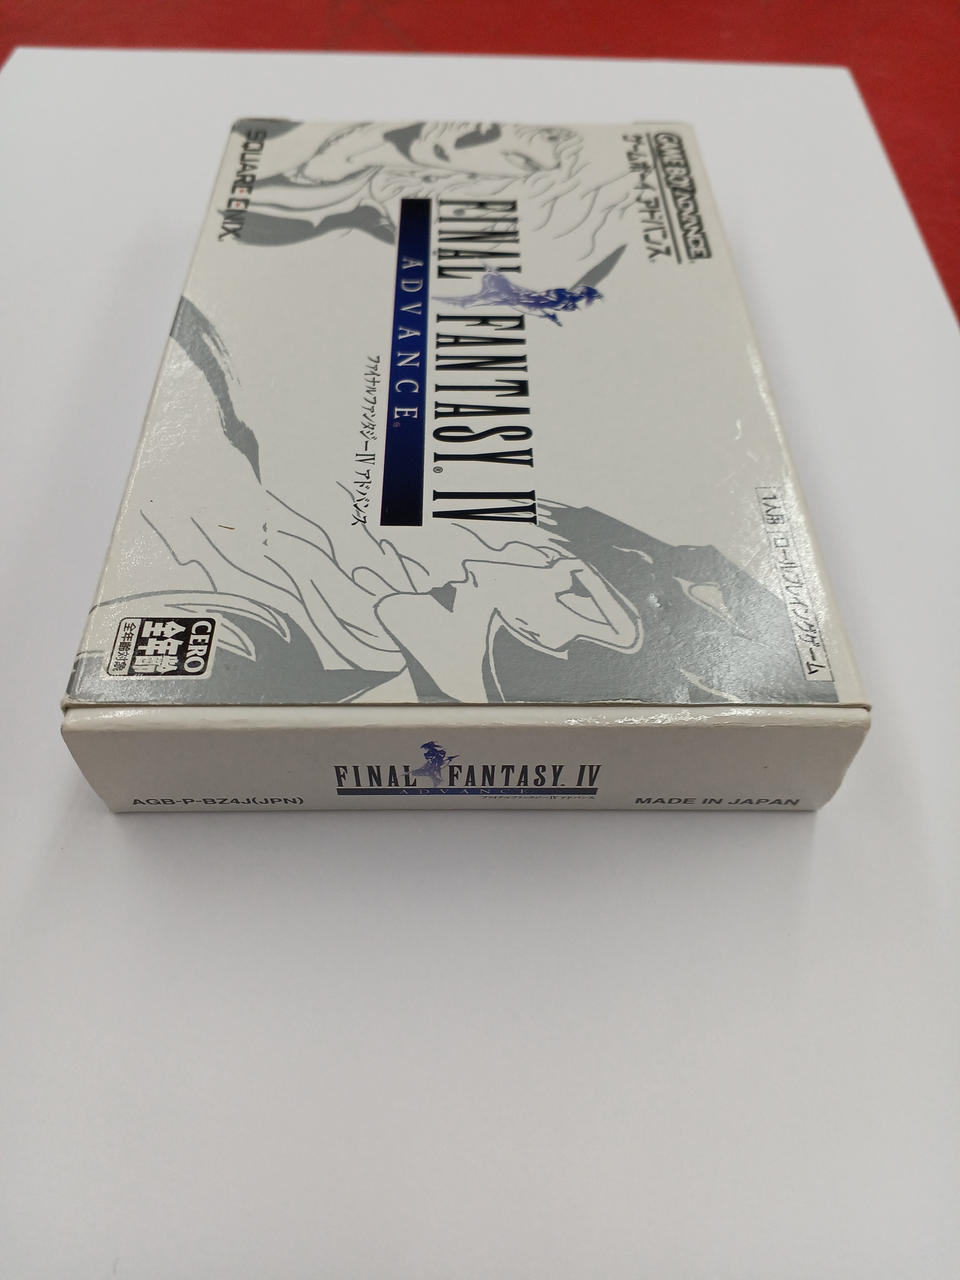 GAME BOY ADVANCE
ゲームボーイ アドバンス
FINAL FANTASY® IV
ADVANCE
ファイナルファンタジーIV アドバンス
SQUARE ENIX
1人用
ロールプレイングゲーム
CERO
全年齢
全年齢対象
FINAL FANTASY. IV
ADVANCE
ファイナルファンタジーIV アドバンス
AGB-P-BZ4J(JPN)
MADE IN JAPAN